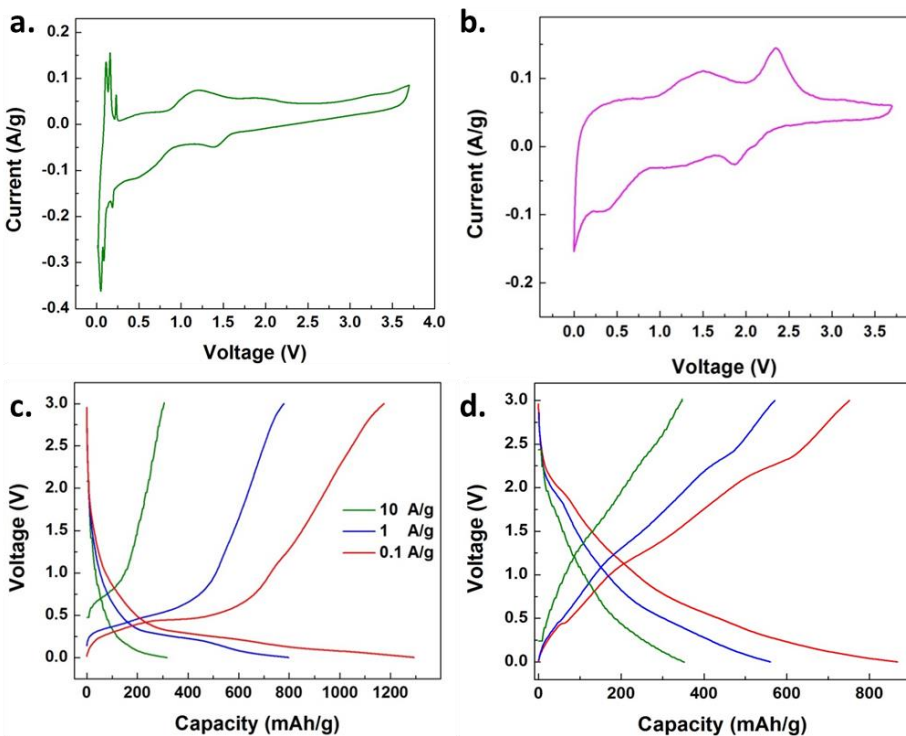 a.
0.2
0.1
0.0
-0.1
-0.2
-0.3
-0.4
Current (A/g)
0.0 0.5 1.0 1.5 2.0 2.5 3.0 3.5 4.0
Voltage (V)
b.
0.1
0.0
-0.1
-0.2
Current (A/g)
0.0 0.5 1.0 1.5 2.0 2.5 3.0 3.5
Voltage (V)
c.
3.0
2.5
2.0
1.5
1.0
0.5
0.0
Voltage (V)
10 A/g
1 A/g
0.1 A/g
0 200 400 600 800 1000 1200
Capacity (mAh/g)
d.
3.0
2.5
2.0
1.5
1.0
0.5
0.0
Voltage (V)
0 200 400 600 800
Capacity (mAh/g)